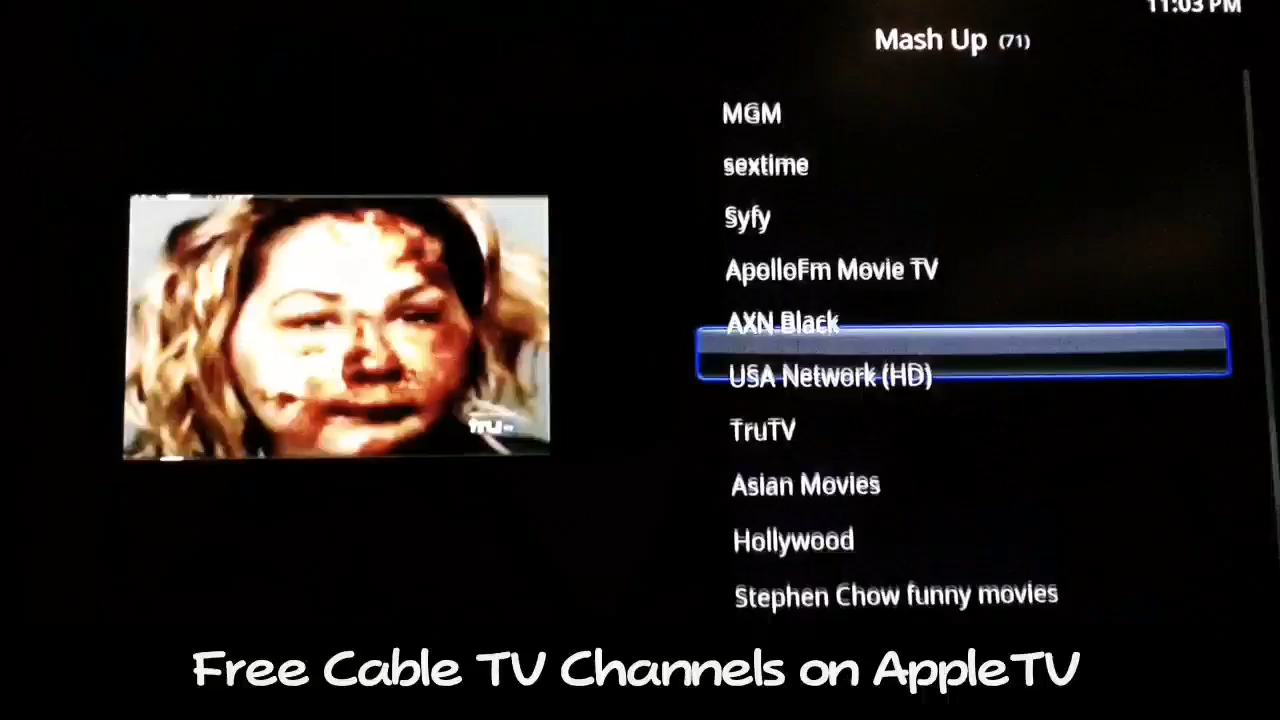 11:03 PM
Mash Up (71)
MGM
sextime
Syfy
ApolloFm Movie TV
AXN Black
USA Network (HD)
TruTV
Asian Movies
Hollywood
Stephen Chow funny movies
tru
Free Cable TV Channels on AppleTV